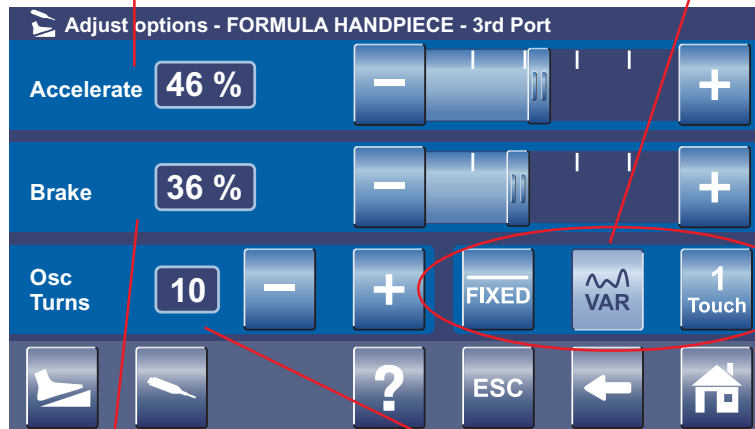 Adjust options - FORMULA HANDPIECE - 3rd Port
Accelerate 46 %
Brake 36 %
Osc
Turns
10
FIXED
VAR
1
Touch
?
ESC